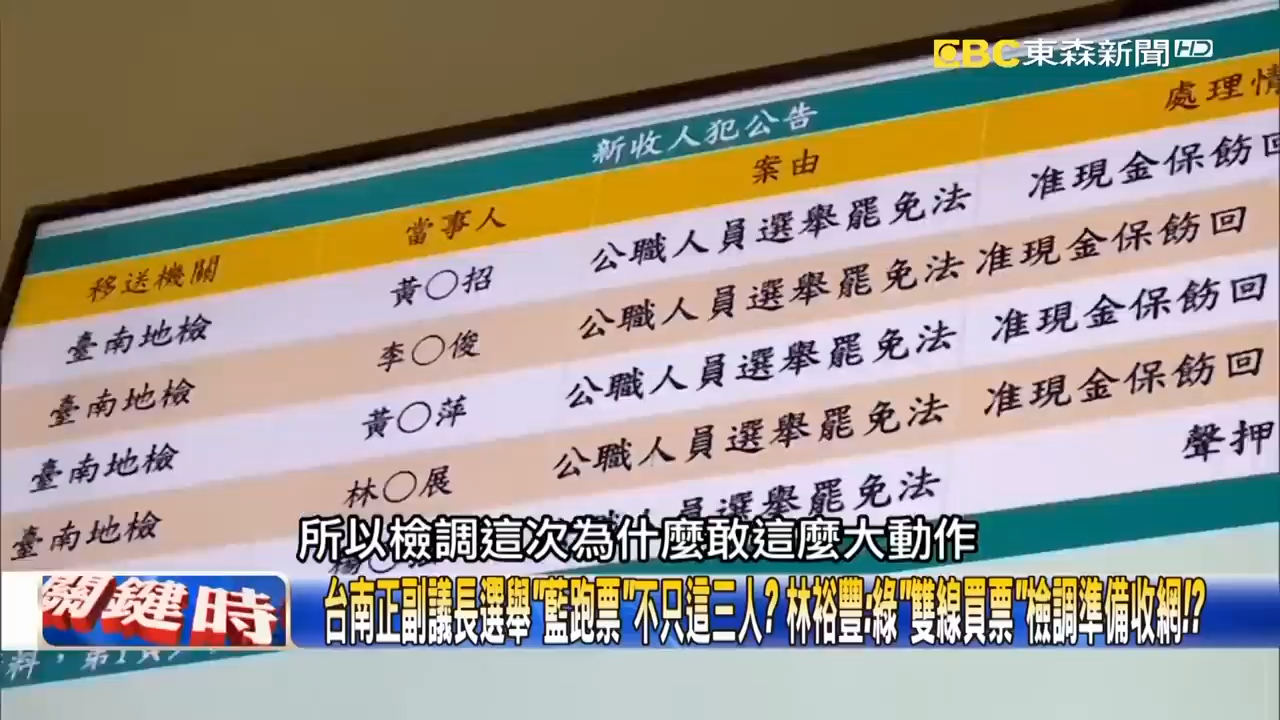 EBC 東森新聞 HD
新收人犯公告
移送機關 當事人 案由 處理情
臺南地檢 黃○招 公職人員選舉罷免法 准現金保飭回
臺南地檢 李○俊 公職人員選舉罷免法 准現金保飭回
臺南地檢 黃○萍 公職人員選舉罷免法 准現金保飭回
臺南地檢 林○展 公職人員選舉罷免法 准現金保飭回
員選舉罷免法 聲押
所以檢調這次為什麼敢這麼大動作
關鍵時
台南正副議長選舉"藍跑票"不只這三人？林裕豐：綠"雙線買票"檢調準備收網!?